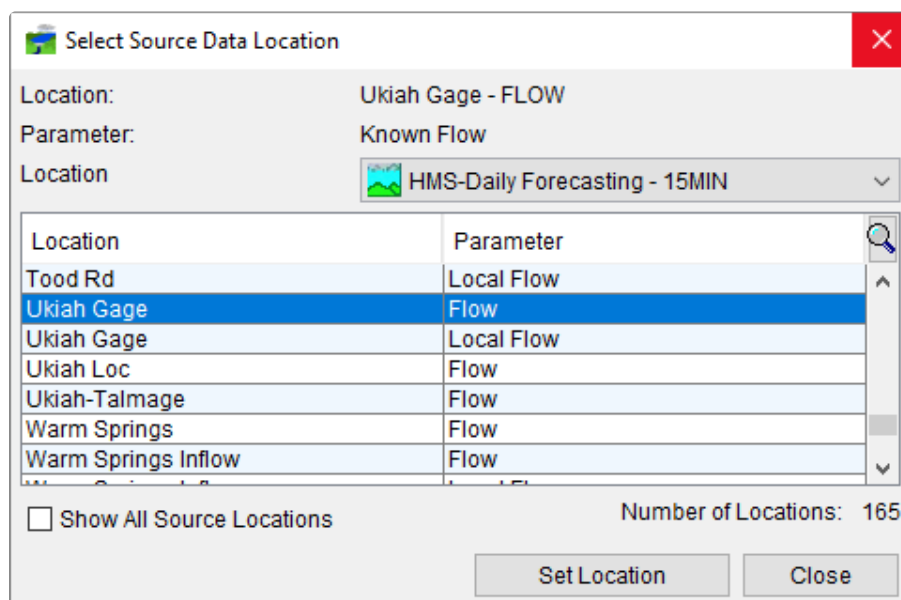 Select Source Data Location
Location: Ukiah Gage - FLOW
Parameter: Known Flow
Location HMS-Daily Forecasting - 15MIN
Location Parameter
Tood Rd Local Flow
Ukiah Gage Flow
Ukiah Gage Local Flow
Ukiah Loc Flow
Ukiah-Talmage Flow
Warm Springs Flow
Warm Springs Inflow Flow
Show All Source Locations Number of Locations: 165
Set Location Close